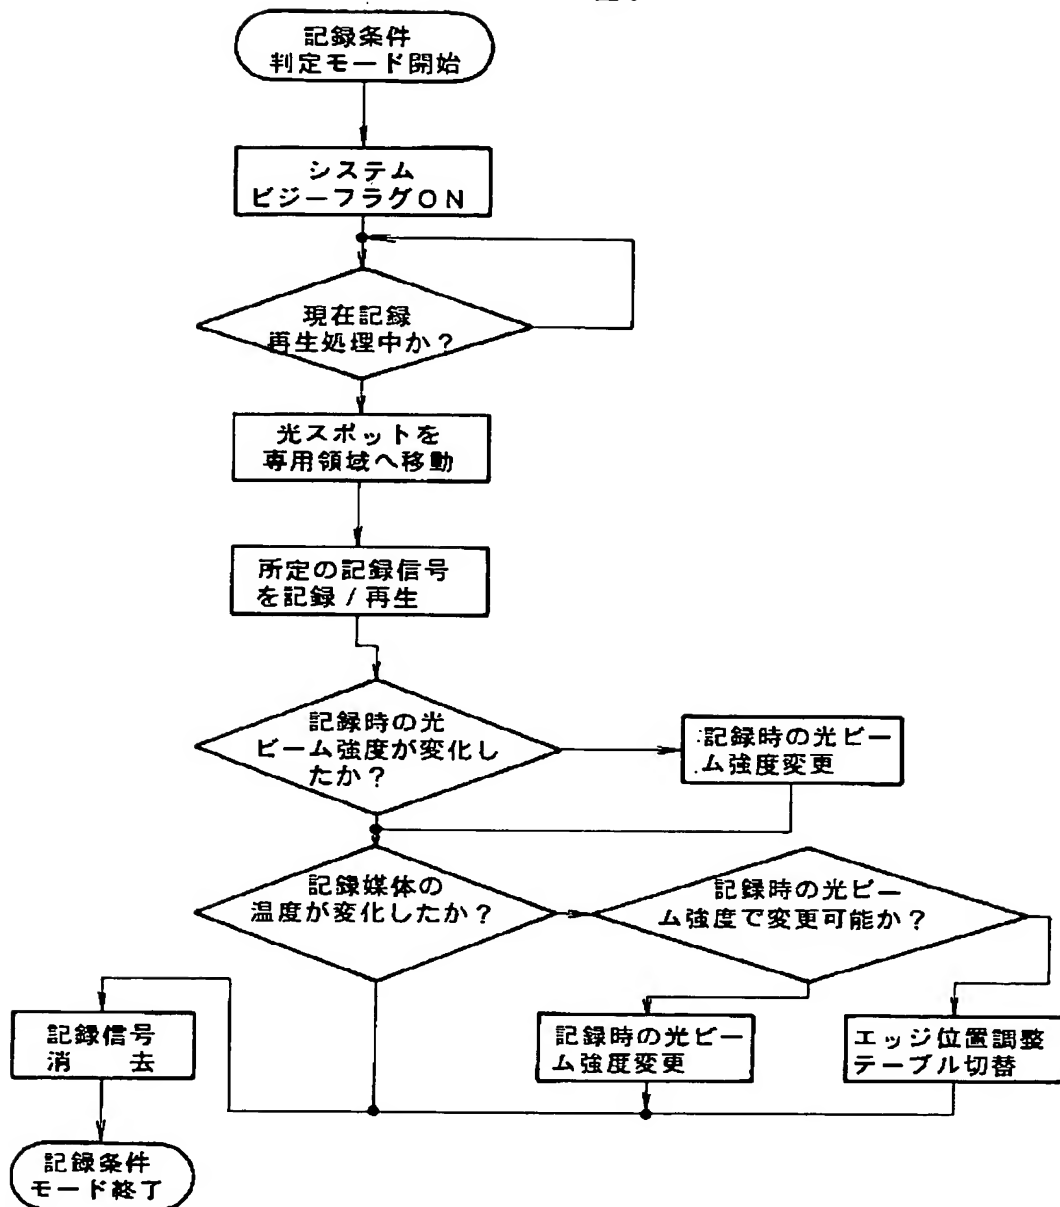 記録条件
判定モード開始
システム
ビジーフラグON
現在記録
再生処理中か?
光スポットを
専用領域へ移動
所定の記録信号
を記録/再生
記録時の光
ビーム強度が変化し
たか?
記録時の光ビー
ム強度変更
記録媒体の
温度が変化したか?
記録時の光ビー
ム強度で変更可能か?
記録信号
消 去
記録時の光ビー
ム強度変更
エッジ位置調整
テーブル切替
記録条件
モード終了